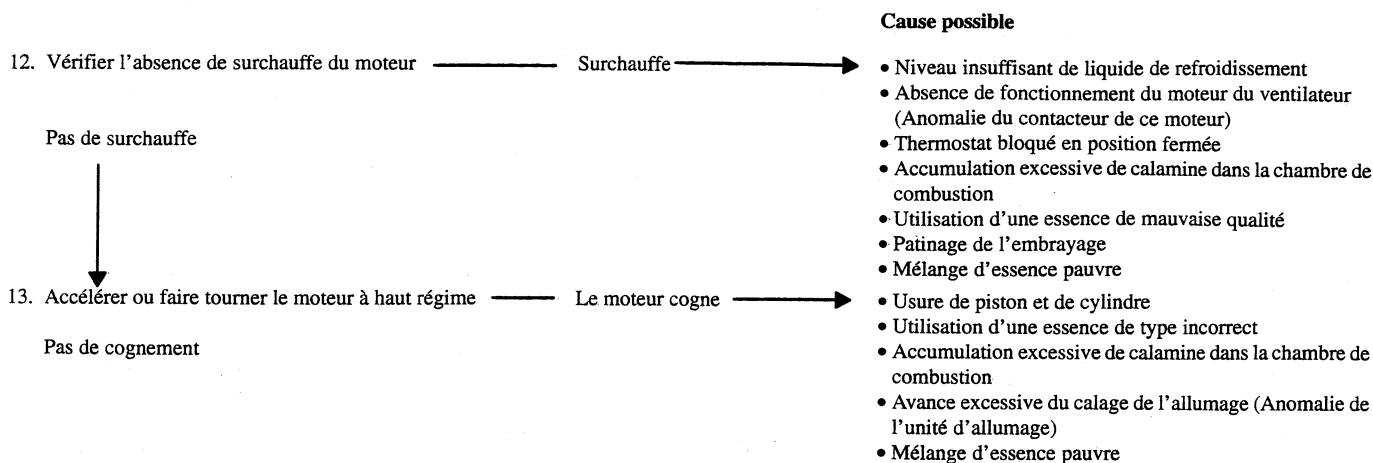 Cause possible
12. Vérifier l'absence de surchauffe du moteur
Surchauffe
• Niveau insuffisant de liquide de refroidissement
• Absence de fonctionnement du moteur du ventilateur
(Anomalie du contacteur de ce moteur)
• Thermostat bloqué en position fermée
• Accumulation excessive de calamine dans la chambre de
combustion
• Utilisation d'une essence de mauvaise qualité
• Patinage de l'embrayage
• Mélange d'essence pauvre
Pas de surchauffe
13. Accélérer ou faire tourner le moteur à haut régime
Le moteur cogne
• Usure de piston et de cylindre
• Utilisation d'une essence de type incorrect
• Accumulation excessive de calamine dans la chambre de
combustion
• Avance excessive du calage de l'allumage (Anomalie de
l'unité d'allumage)
• Mélange d'essence pauvre
Pas de cognement